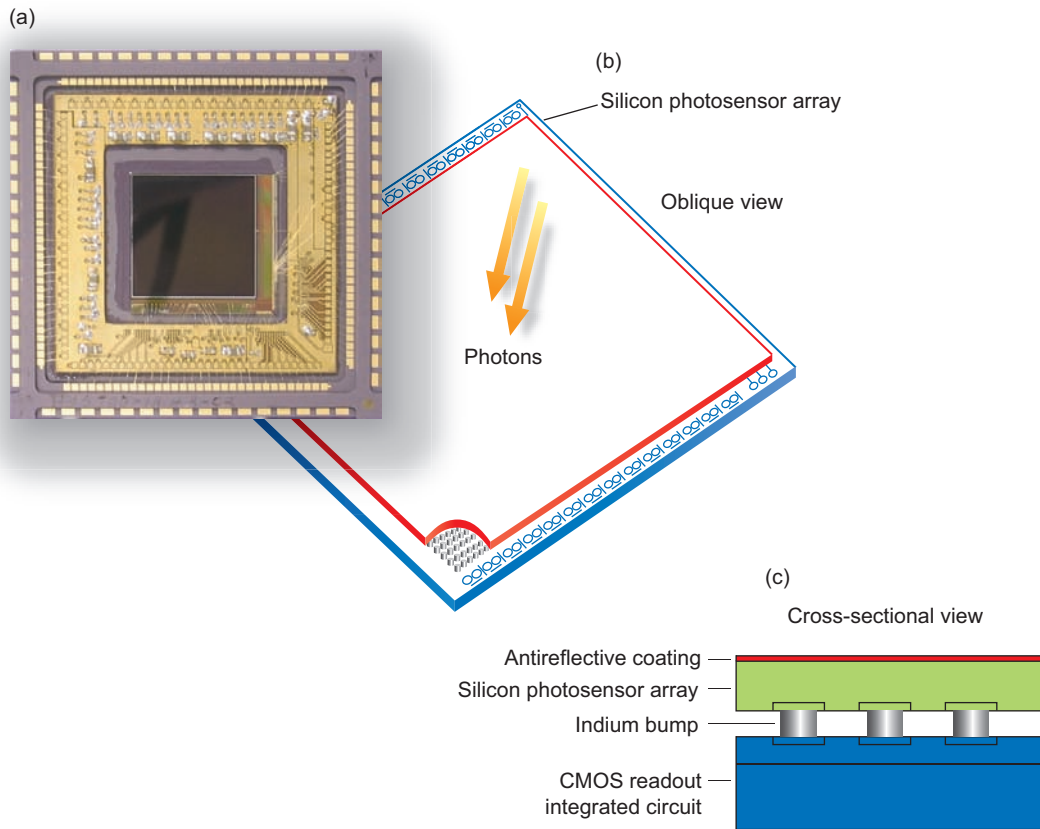 (a)
(b)
Silicon photosensor array
Oblique view
Photons
(c)
Cross-sectional view
Antireflective coating
Silicon photosensor array
Indium bump
CMOS readout
integrated circuit